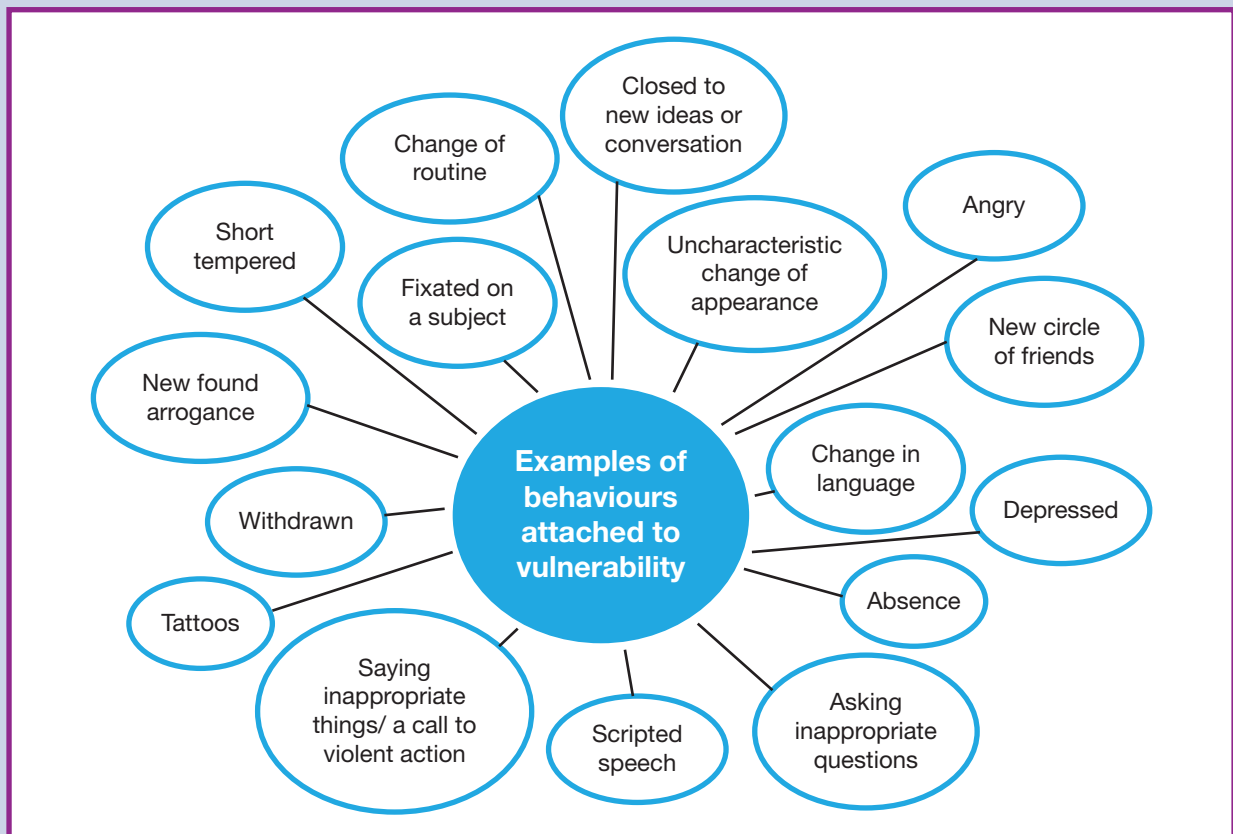 Closed to
new ideas or
conversation
Change of
routine
Angry
Short
tempered
Uncharacteristic
change of
appearance
Fixated on
a subject
New circle
of friends
New found
arrogance
Examples of
behaviours
attached to
vulnerability
Change in
language
Withdrawn
Depressed
Absence
Tattoos
Saying
inappropriate
things/ a call to
violent action
Scripted
speech
Asking
inappropriate
questions